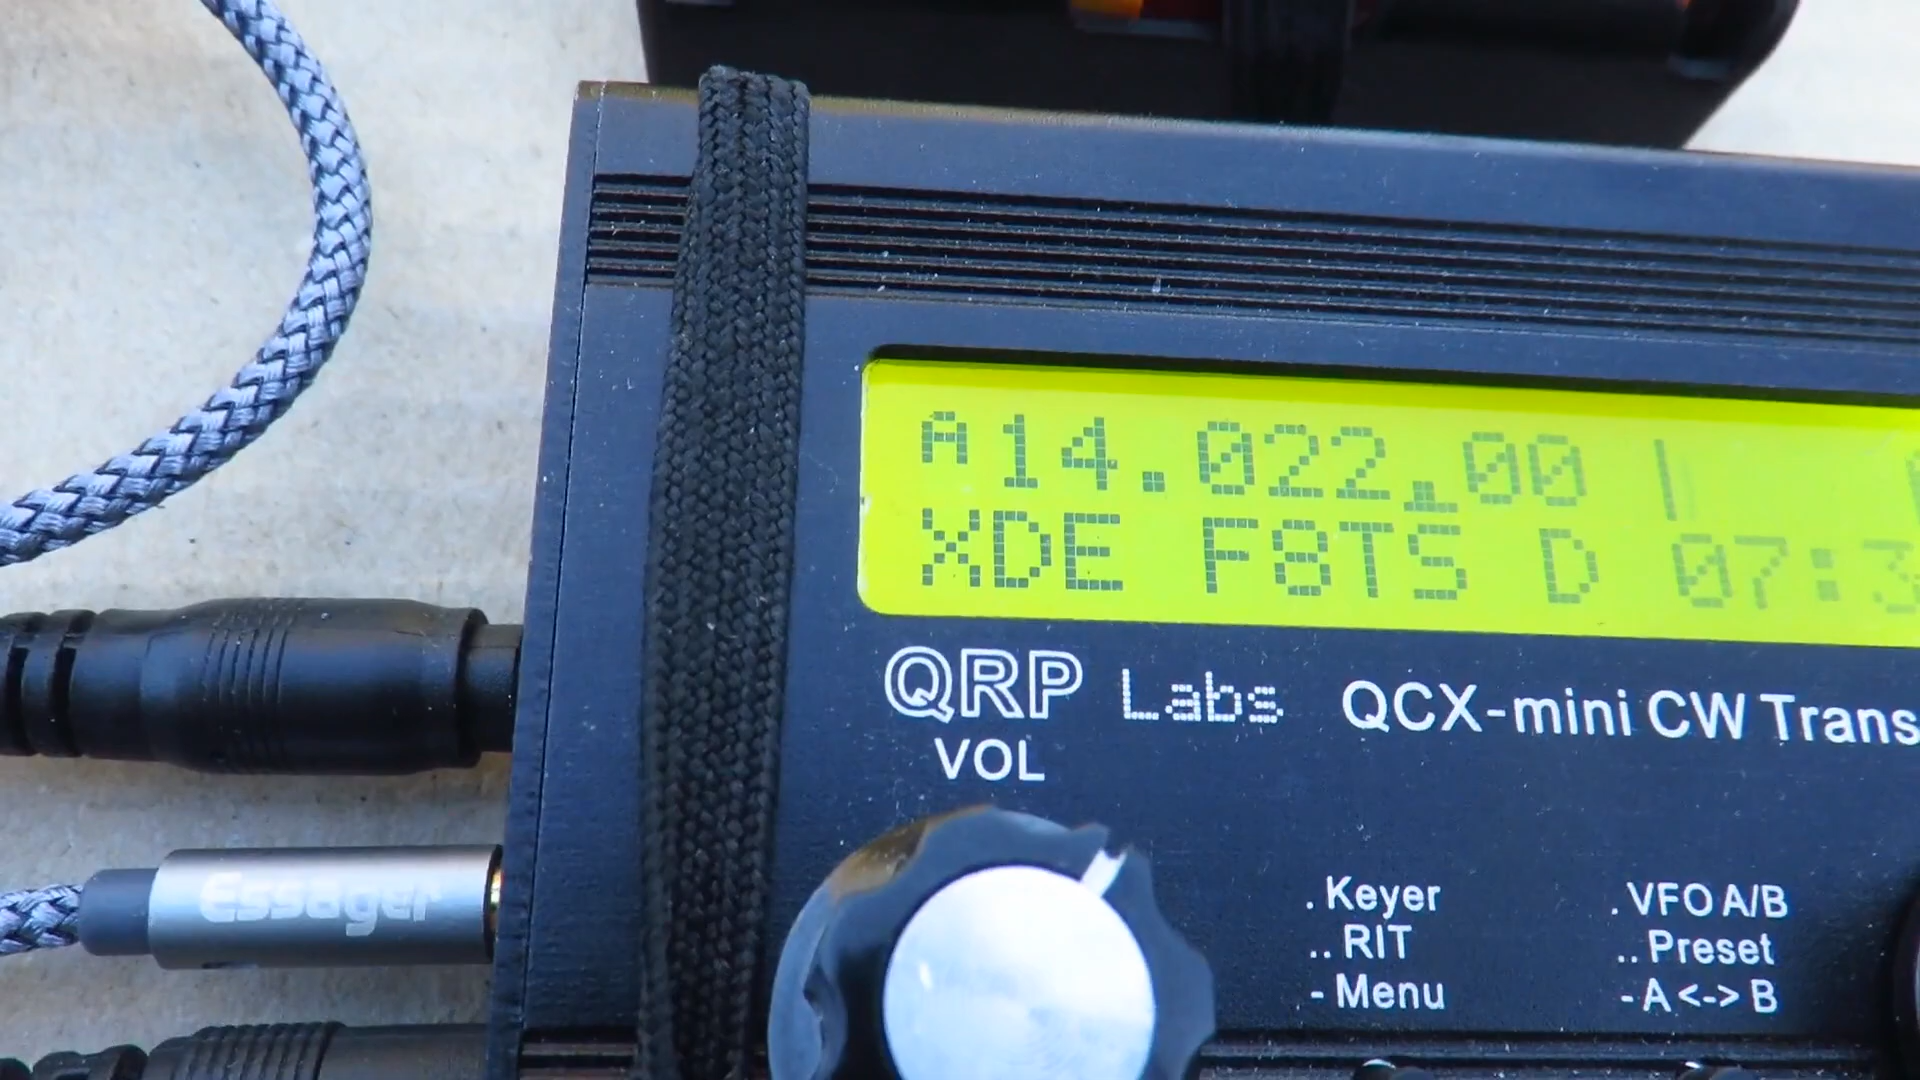 A14.022,00
XDE F8TS D 07:3
QRP Labs QCX-mini CW Trans
VOL
Essager
. Keyer
.. RIT
- Menu
. VFO A/B
.. Preset
- A <-> B